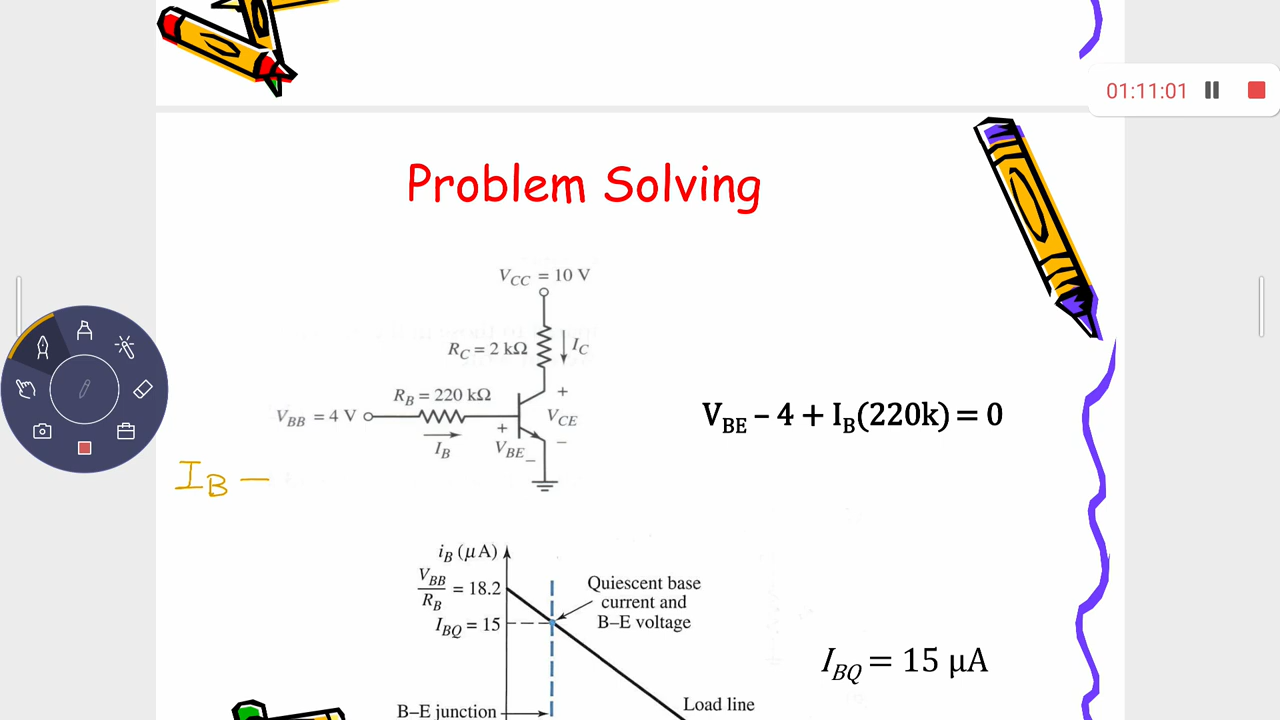 01:11:01
Problem Solving
V_CC = 10 V
R_C = 2 kΩ
I_C
R_B = 220 kΩ
+
V_BB = 4 V
V_CE
V_BE – 4 + I_B(220k) = 0
+
–
I_B
V_BE
–
I_B –
i_B (μA)
V_BB
R_B
= 18.2
Quiescent base
current and
B–E voltage
I_BQ = 15
I_BQ = 15 μA
Load line
B–E junction